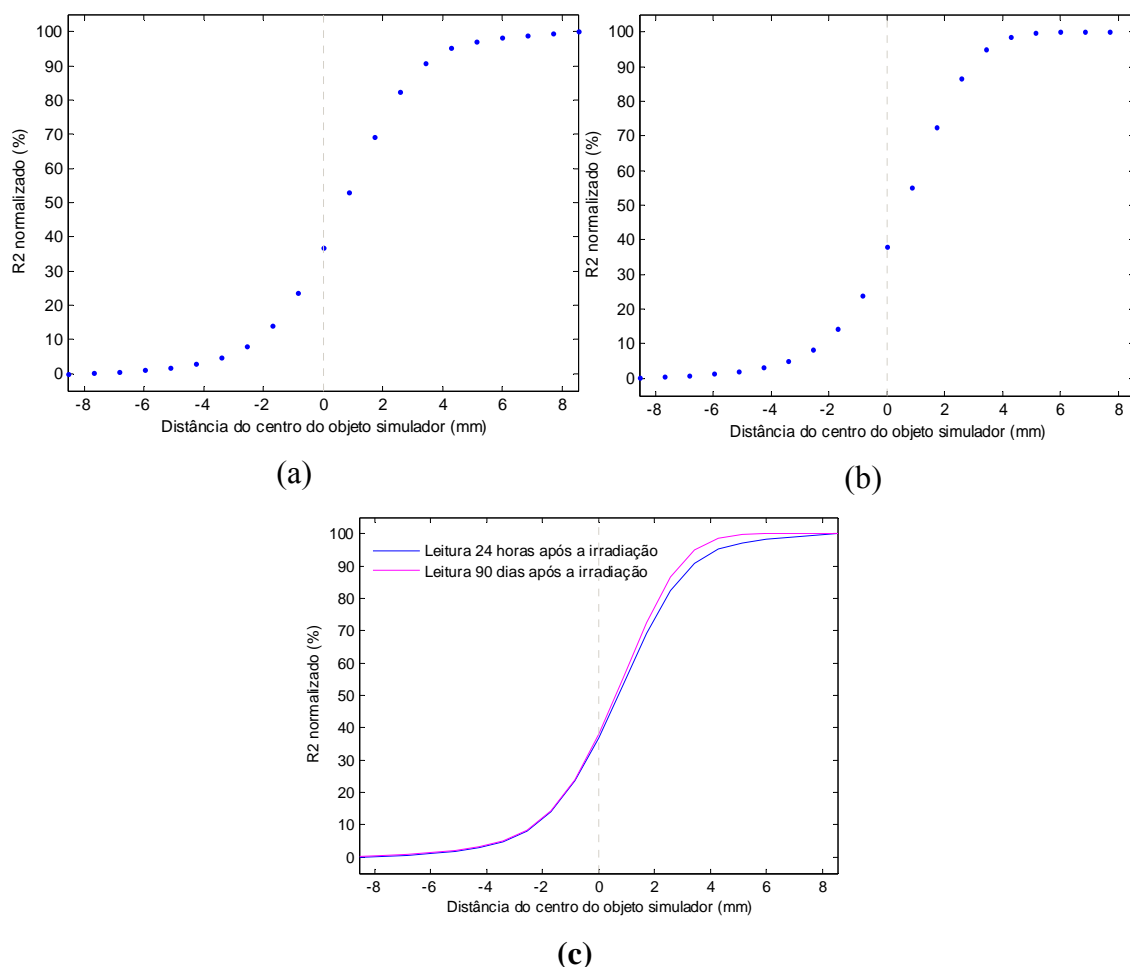 100
90
80
70
60
50
40
30
20
10
0
R2 normalizado (%)
-8 -6 -4 -2 0 2 4 6 8
Distância do centro do objeto simulador (mm)
(a)
100
90
80
70
60
50
40
30
20
10
0
R2 normalizado (%)
-8 -6 -4 -2 0 2 4 6 8
Distância do centro do objeto simulador (mm)
(b)
100
90
80
70
60
50
40
30
20
10
0
R2 normalizado (%)
Leitura 24 horas após a irradiação
Leitura 90 dias após a irradiação
-8 -6 -4 -2 0 2 4 6 8
Distância do centro do objeto simulador (mm)
(c)